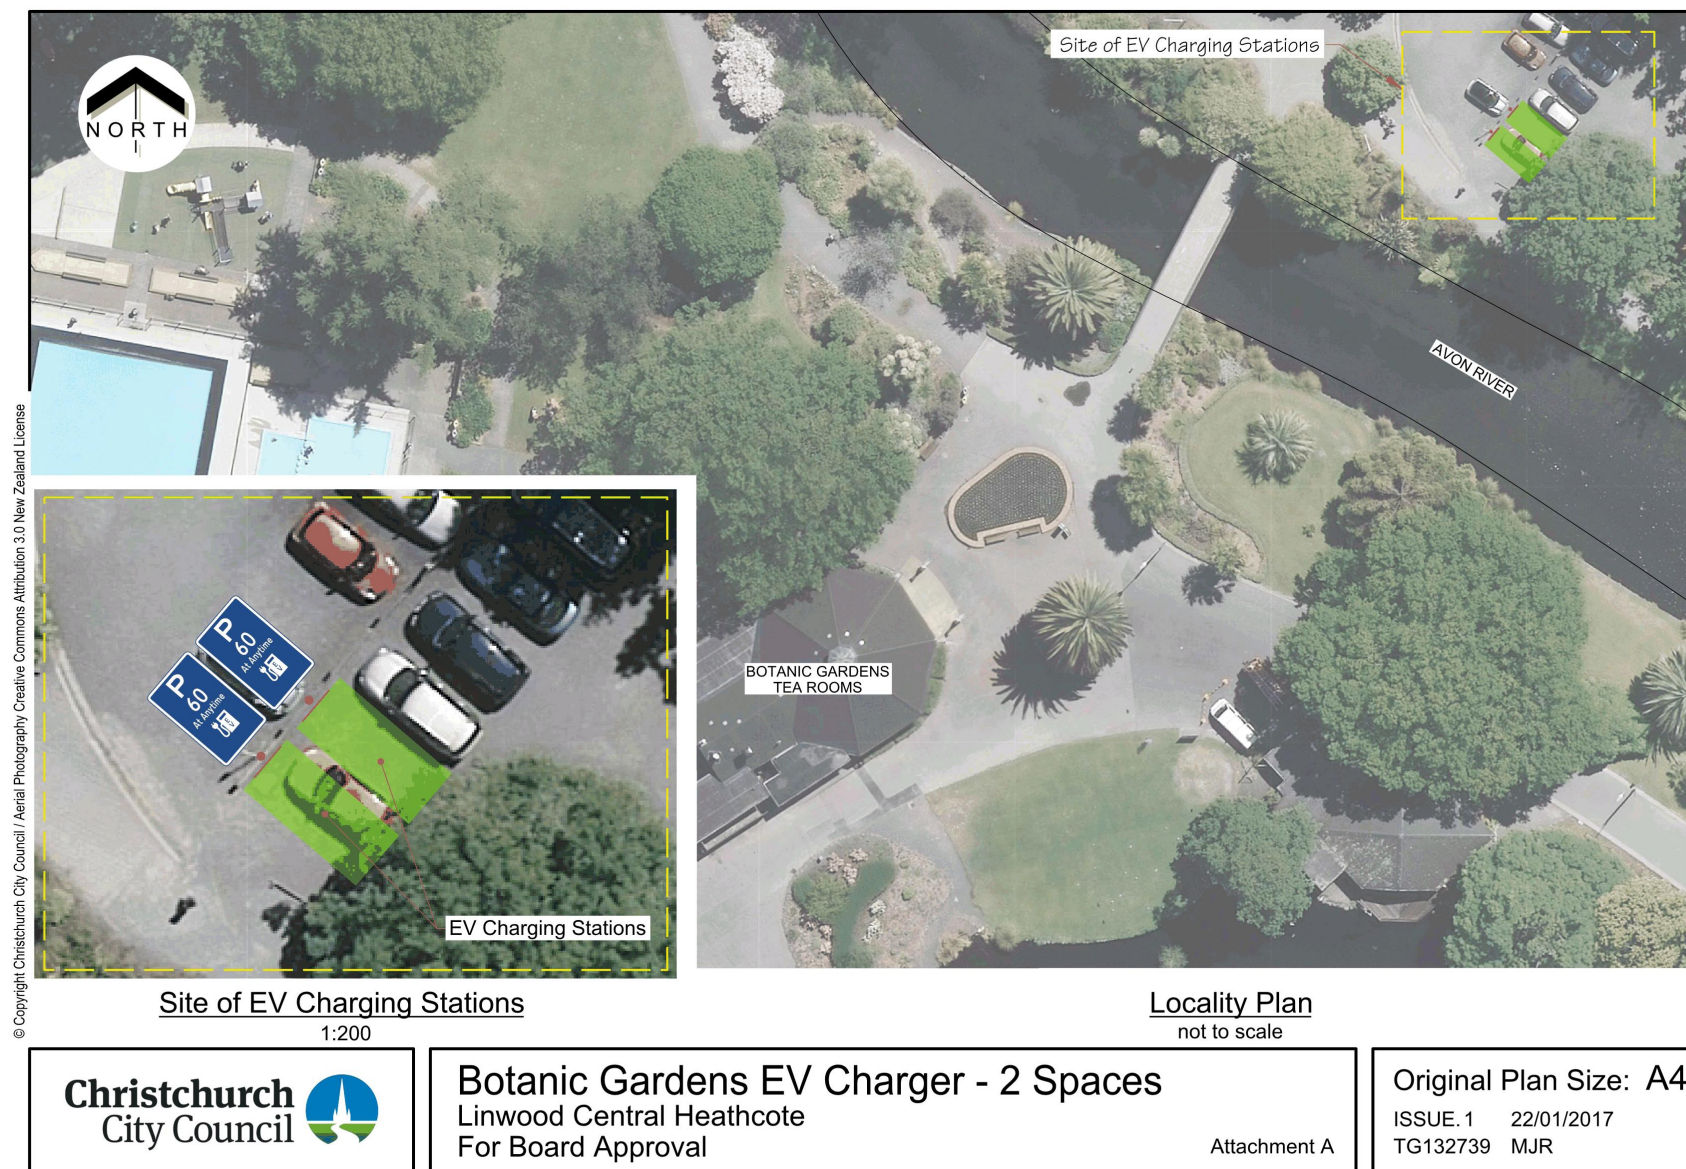 Site of EV Charging Stations
NORTH
AVON RIVER
BOTANIC GARDENS
TEA ROOMS
© Copyright Christchurch City Council / Aerial Photography Creative Commons Attribution 3.0 New Zealand License
P
60
At Anytime
EV
P
60
At Anytime
EV
EV Charging Stations
Site of EV Charging Stations
1:200
Locality Plan
not to scale
Christchurch
City Council
Botanic Gardens EV Charger - 2 Spaces
Linwood Central Heathcote
For Board Approval
Attachment A
Original Plan Size: A4
ISSUE. 1 22/01/2017
TG132739 MJR